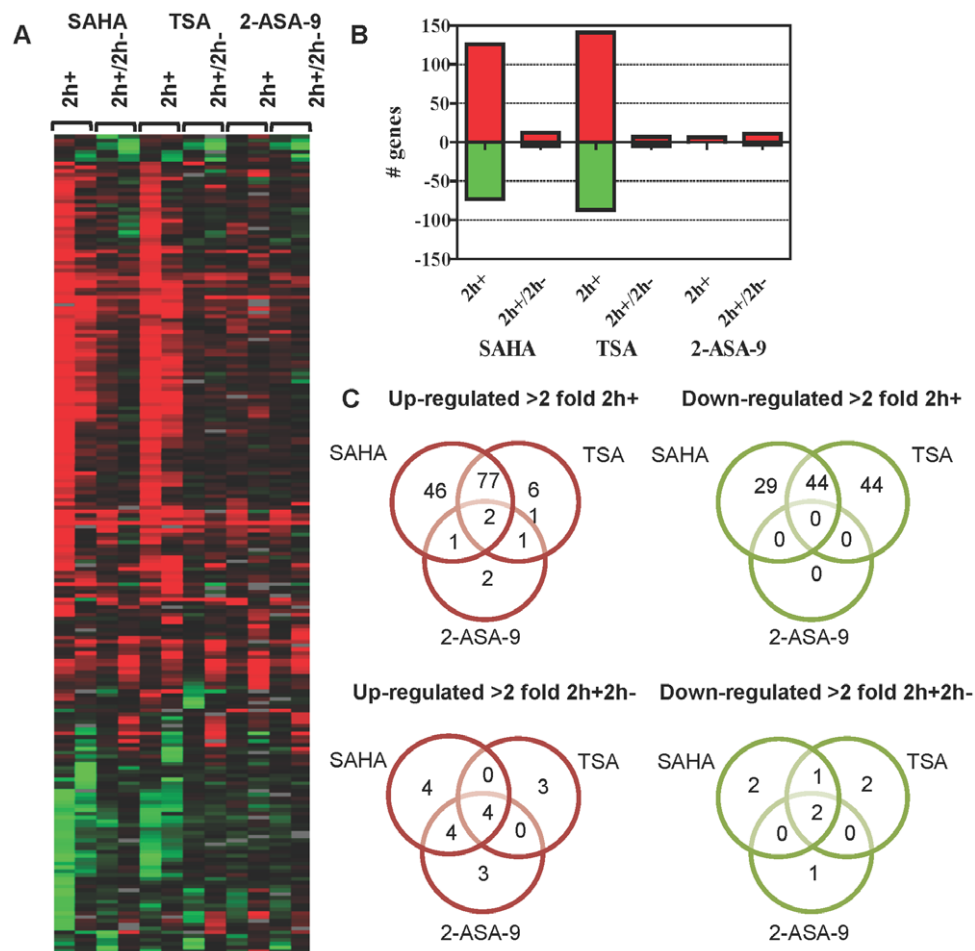 A
SAHA TSA 2-ASA-9
2h+ 2h+/2h- 2h+ 2h+/2h- 2h+ 2h+/2h-
B
# genes
150
100
50
0
-50
-100
-150
2h+ 2h+/2h- 2h+ 2h+/2h- 2h+ 2h+/2h-
SAHA TSA 2-ASA-9
C
Up-regulated >2 fold 2h+
SAHA
TSA
46 77 6
1
2
1 1
2
2-ASA-9
Down-regulated >2 fold 2h+
SAHA
TSA
29 44 44
0
0 0
0
2-ASA-9
Up-regulated >2 fold 2h+2h-
SAHA
TSA
4 0 3
4
4 0
3
2-ASA-9
Down-regulated >2 fold 2h+2h-
SAHA
TSA
2 1 2
2
0 0
1
2-ASA-9